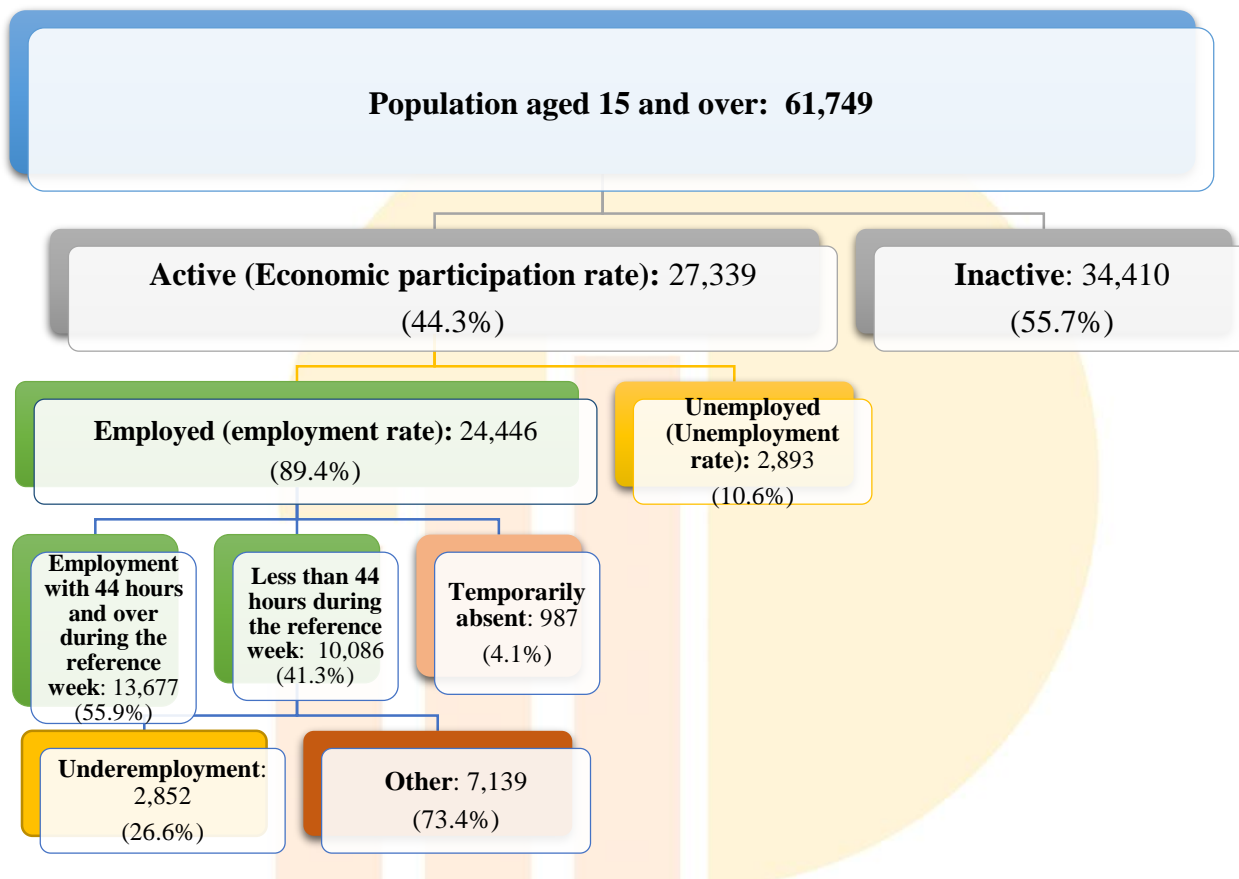 Population aged 15 and over: 61,749
Active (Economic participation rate): 27,339
(44.3%)
Inactive: 34,410
(55.7%)
Employed (employment rate): 24,446
(89.4%)
Unemployed
(Unemployment
rate): 2,893
(10.6%)
Employment
with 44 hours
and over
during the
reference
week: 13,677
(55.9%)
Less than 44
hours during
the reference
week: 10,086
(41.3%)
Temporarily
absent: 987
(4.1%)
Underemployment:
2,852
(26.6%)
Other: 7,139
(73.4%)